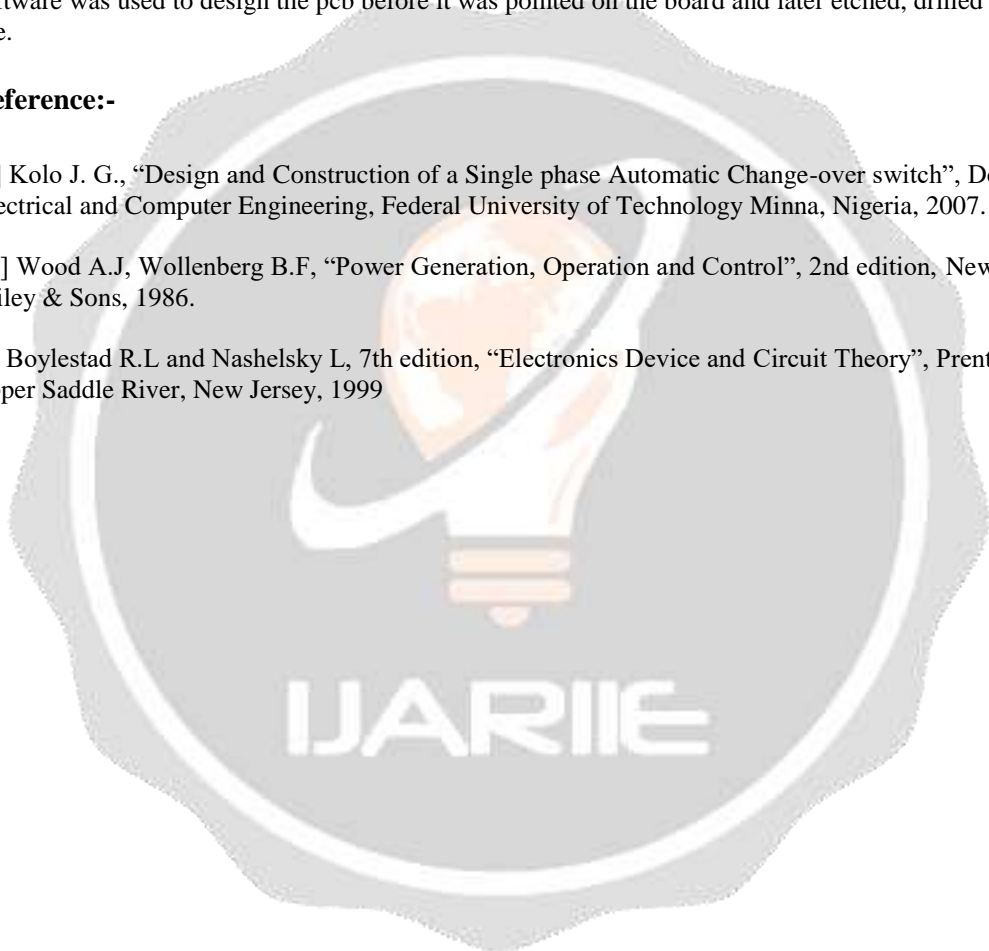 tware was used to design the pcb before it was pointed on the board and later etched, drilled
e.
eference:-
] Kolo J. G., “Design and Construction of a Single phase Automatic Change-over switch”, De
ectrical and Computer Engineering, Federal University of Technology Minna, Nigeria, 2007.
] Wood A.J, Wollenberg B.F, “Power Generation, Operation and Control”, 2nd edition, New
iley & Sons, 1986.
Boylestad R.L and Nashelsky L, 7th edition, “Electronics Device and Circuit Theory”, Prent
per Saddle River, New Jersey, 1999
IJARIIE